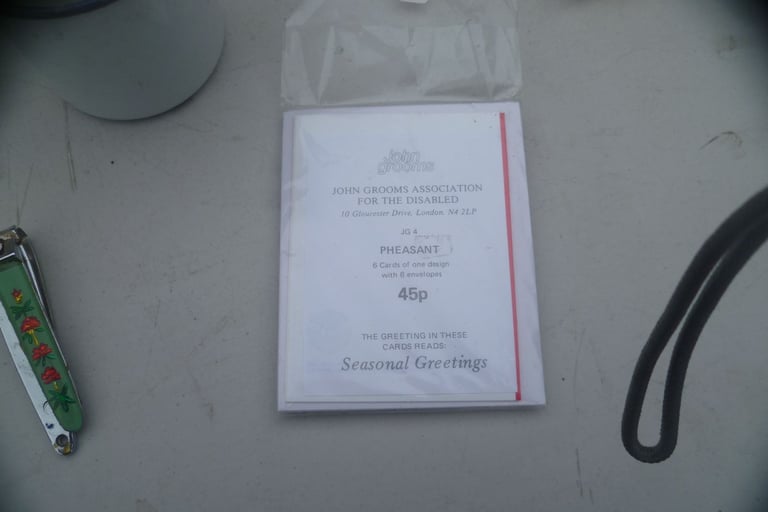 john
grooms
JOHN GROOMS ASSOCIATION
FOR THE DISABLED
10 Gloucester Drive, London, N4 2LP
JG 4
PHEASANT
6 Cards of one design
with 6 envelopes
45p
THE GREETING IN THESE
CARDS READS:
Seasonal Greetings